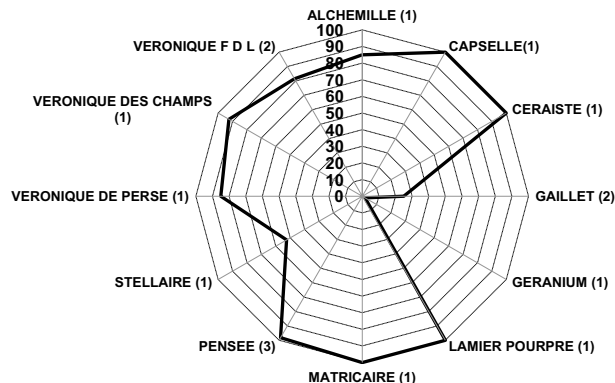 ALCHEMILLE (1)
CAPSELLE(1)
CERAISTE (1)
GAILLET (2)
GERANIUM (1)
LAMIER POURPRE (1)
MATRICAIRE (1)
PENSEE (3)
STELLAIRE (1)
VERONIQUE DE PERSE (1)
VERONIQUE DES CHAMPS
(1)
VERONIQUE F D L (2)
100
90
80
70
60
50
40
30
20
10
0